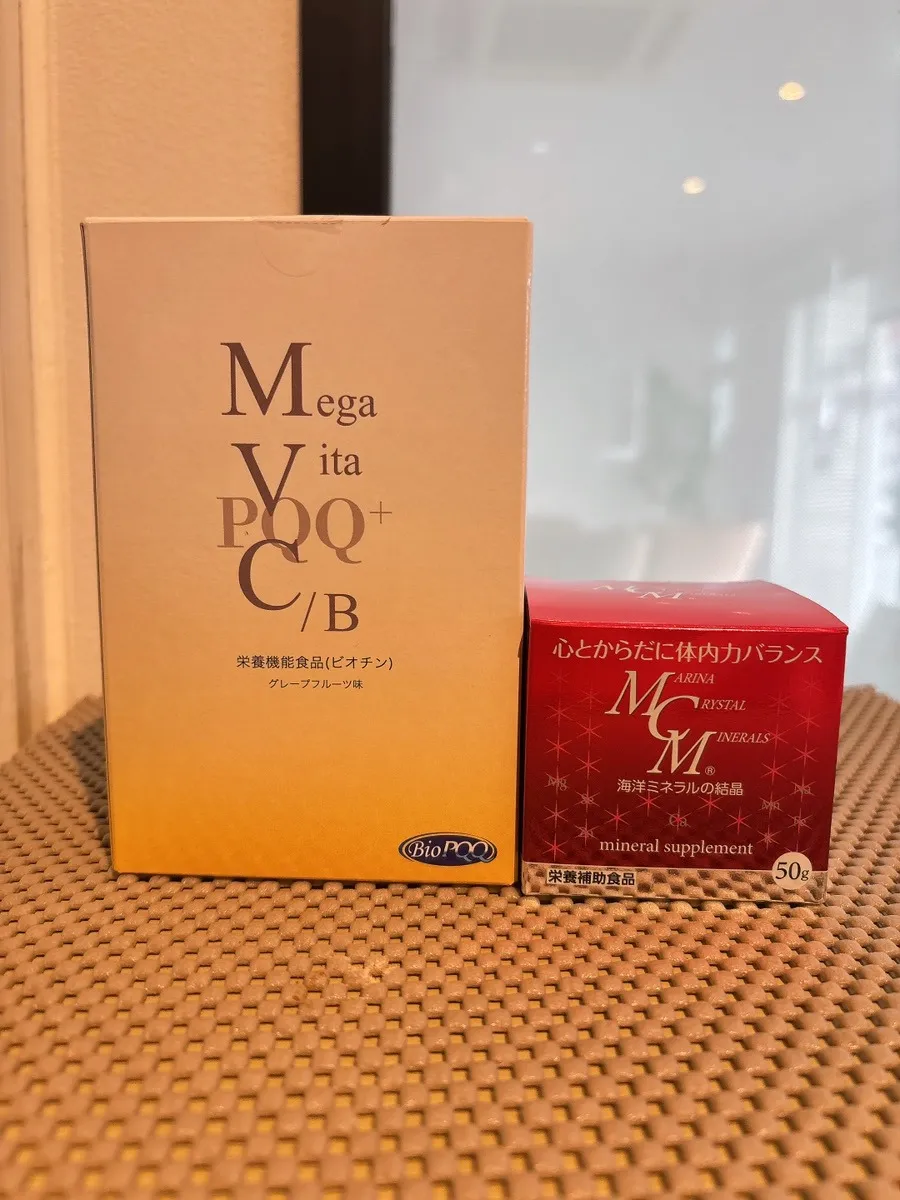 Mega
Vita
PQQ+
C/B
栄養機能食品(ビオチン)
グレープフルーツ味
BioPQQ
心とからだに体内力バランス
MARINA
CRYSTAL
MINERALS®
海洋ミネラルの結晶
Mg
Ca
mineral supplement
栄養補助食品
50g